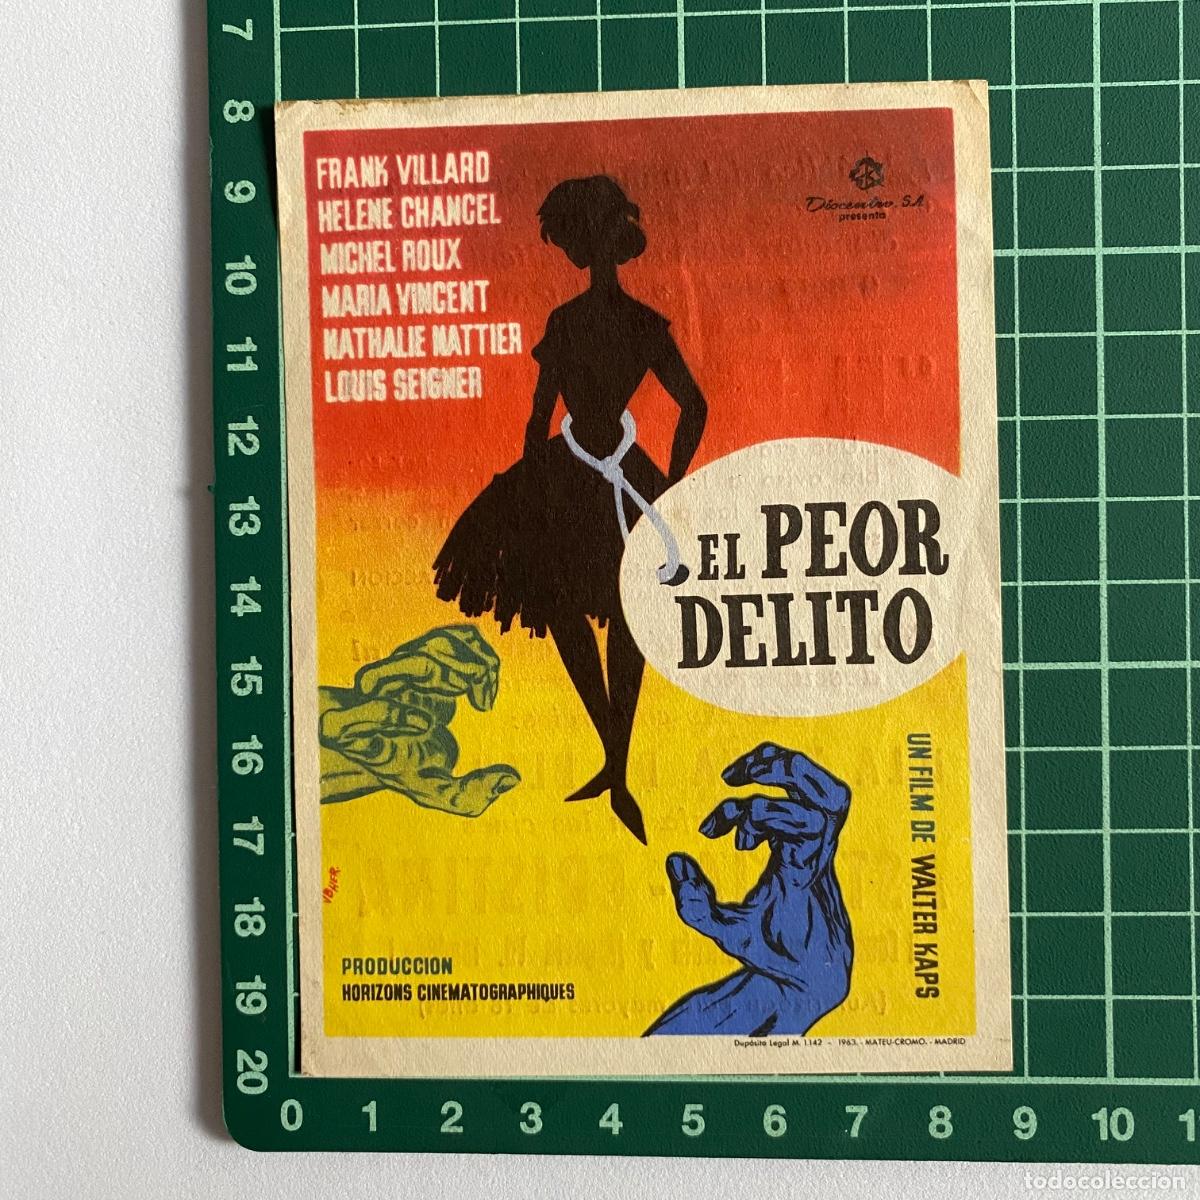 FRANK VILLARD
HELENE CHANCEL
MICHEL ROUX
MARIA VINCENT
NATHALIE NATTIER
LOUIS SEIGNER
Diocentro, S.A.
presenta
EL PEOR
DELITO
UN FILM DE WALTER KAPS
PRODUCCION
HORIZONS CINEMATOGRAPHIQUES
Depósito Legal M. 1.142 - 1963. - MATEU-CROMO. - MADRID
7
8
9
10
11
12
13
14
15
16
17
18
19
20
0 1 2 3 4 5 6 7 8 9 10
todocoleccion